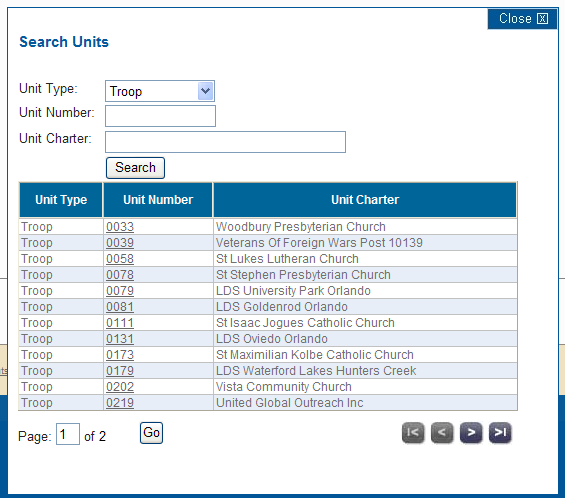 Close X
Search Units
Unit Type: Troop
Unit Number:
Unit Charter:
Search
Unit Type Unit Number Unit Charter
Troop 0033 Woodbury Presbyterian Church
Troop 0039 Veterans Of Foreign Wars Post 10139
Troop 0058 St Lukes Lutheran Church
Troop 0078 St Stephen Presbyterian Church
Troop 0079 LDS University Park Orlando
Troop 0081 LDS Goldenrod Orlando
Troop 0111 St Isaac Jogues Catholic Church
Troop 0131 LDS Oviedo Orlando
Troop 0173 St Maximilian Kolbe Catholic Church
Troop 0179 LDS Waterford Lakes Hunters Creek
Troop 0202 Vista Community Church
Troop 0219 United Global Outreach Inc
Page: 1 of 2 Go |< < > >|